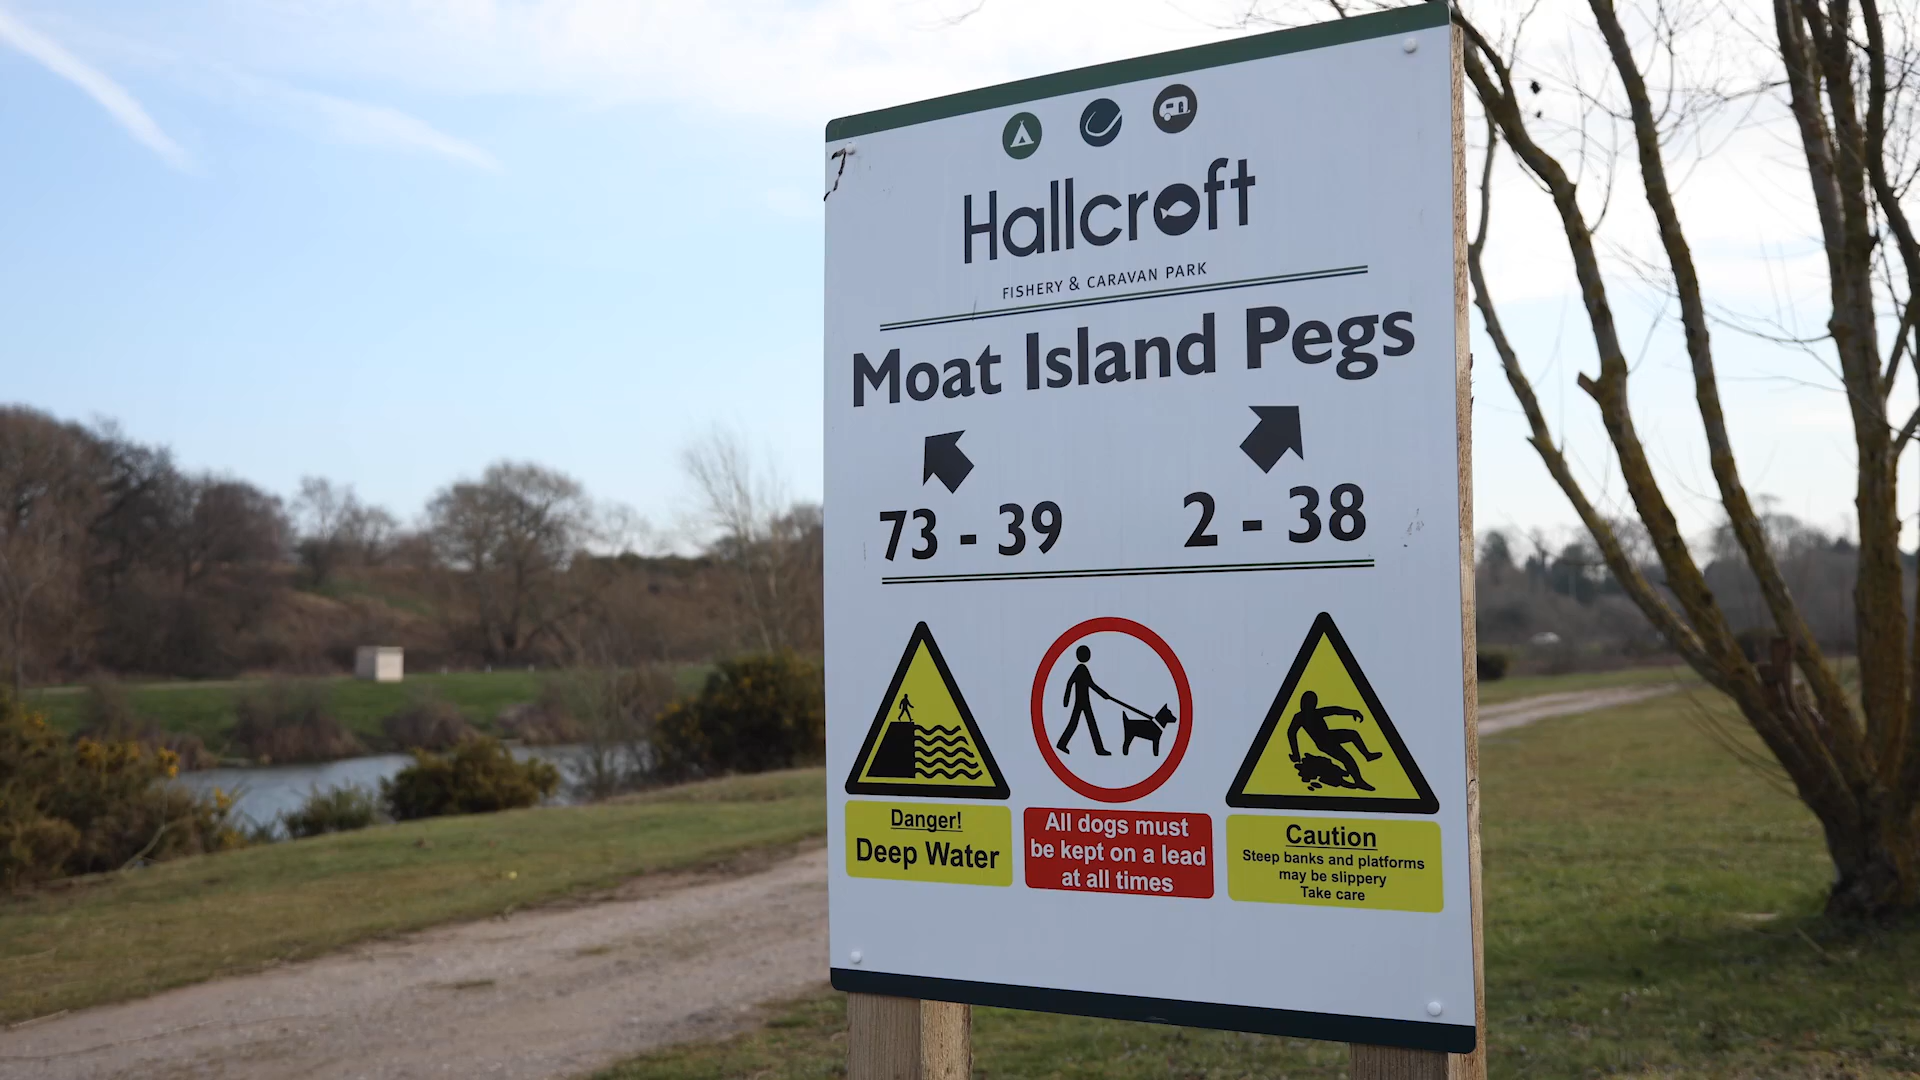 Hallcroft
FISHERY & CARAVAN PARK
Moat Island Pegs
73 - 39
2 - 38
Danger!
Deep Water
All dogs must
be kept on a lead
at all times
Caution
Steep banks and platforms
may be slippery
Take care